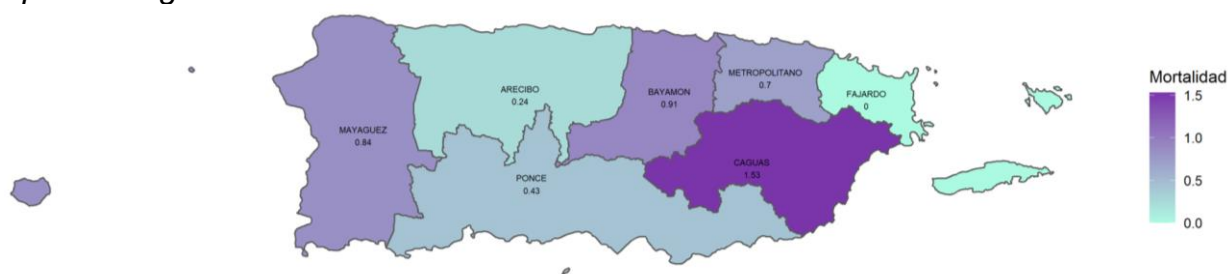 METROPOLITANO
0.7
ARECIBO
0.24
BAYAMON
0.91
FAJARDO
0
MAYAGUEZ
0.84
CAGUAS
1.53
PONCE
0.43
Mortalidad
1.5
1.0
0.5
0.0